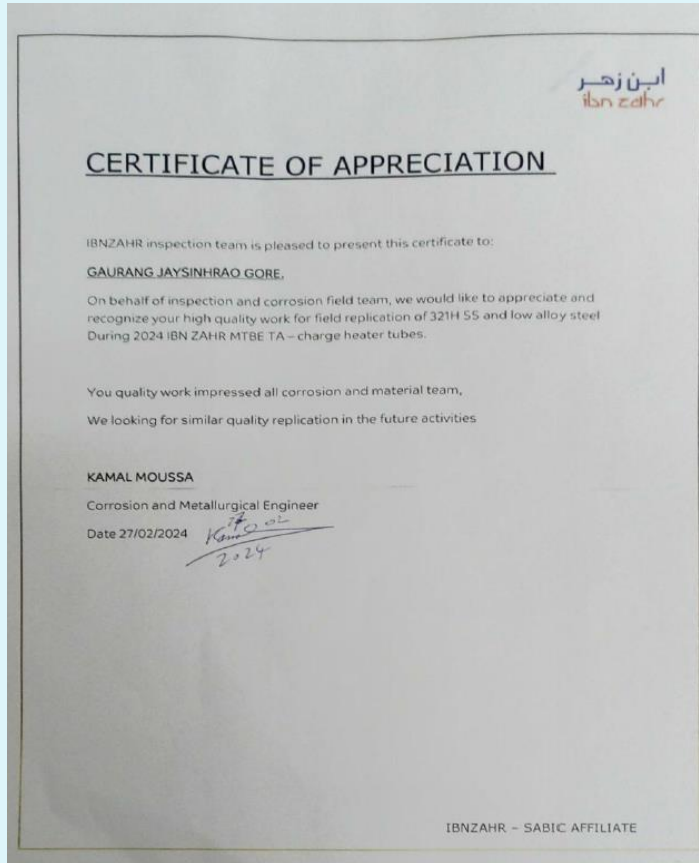 ابن زهر
ibn zahr
CERTIFICATE OF APPRECIATION
IBNZAHR inspection team is pleased to present this certificate to:
GAURANG JAYSINHRAO GORE,
On behalf of inspection and corrosion field team, we would like to appreciate and
recognize your high quality work for field replication of 321H SS and low alloy steel
During 2024 IBN ZAHR MTBE TA – charge heater tubes.
You quality work impressed all corrosion and material team,
We looking for similar quality replication in the future activities
KAMAL MOUSSA
Corrosion and Metallurgical Engineer
Date 27/02/2024
27 02
2024
IBNZAHR – SABIC AFFILIATE